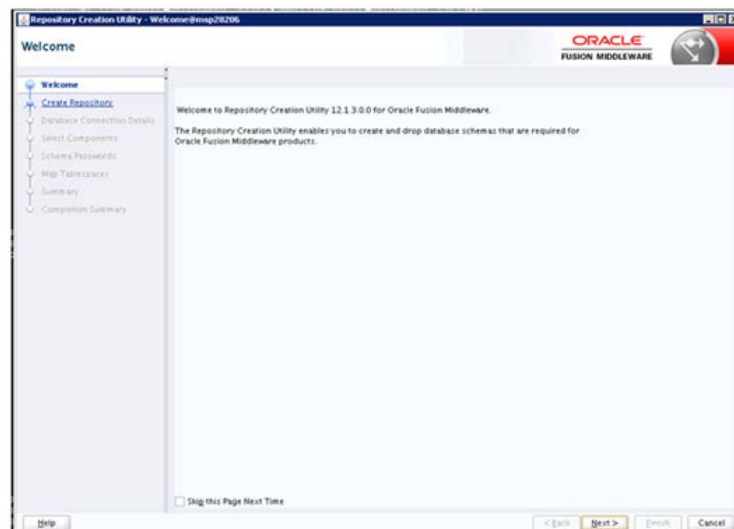 Repository Creation Utility - Welcome@msp28206
Welcome
ORACLE
FUSION MIDDLEWARE
Welcome
Create Repository
Database Connection Details
Select Components
Schema Passwords
Map Tablespaces
Summary
Completion Summary
Welcome to Repository Creation Utility 12.1.3.0.0 for Oracle Fusion Middleware.
The Repository Creation Utility enables you to create and drop database schemas that are required for
Oracle Fusion Middleware products.
Skip this Page Next Time
Help
< Back
Next >
Finish
Cancel